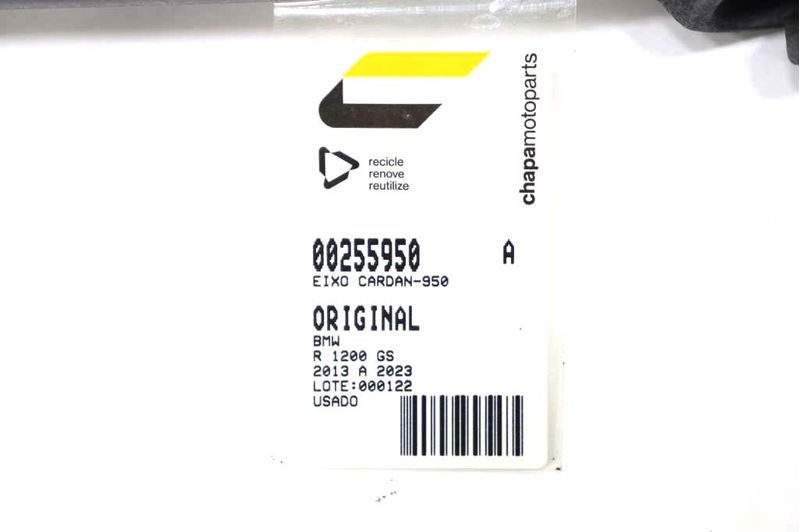 chapamotoparts
recicle
renove
reutilize
00255950 A
EIXO CARDAN-950
ORIGINAL
BMW
R 1200 GS
2013 A 2023
LOTE:000122
USADO